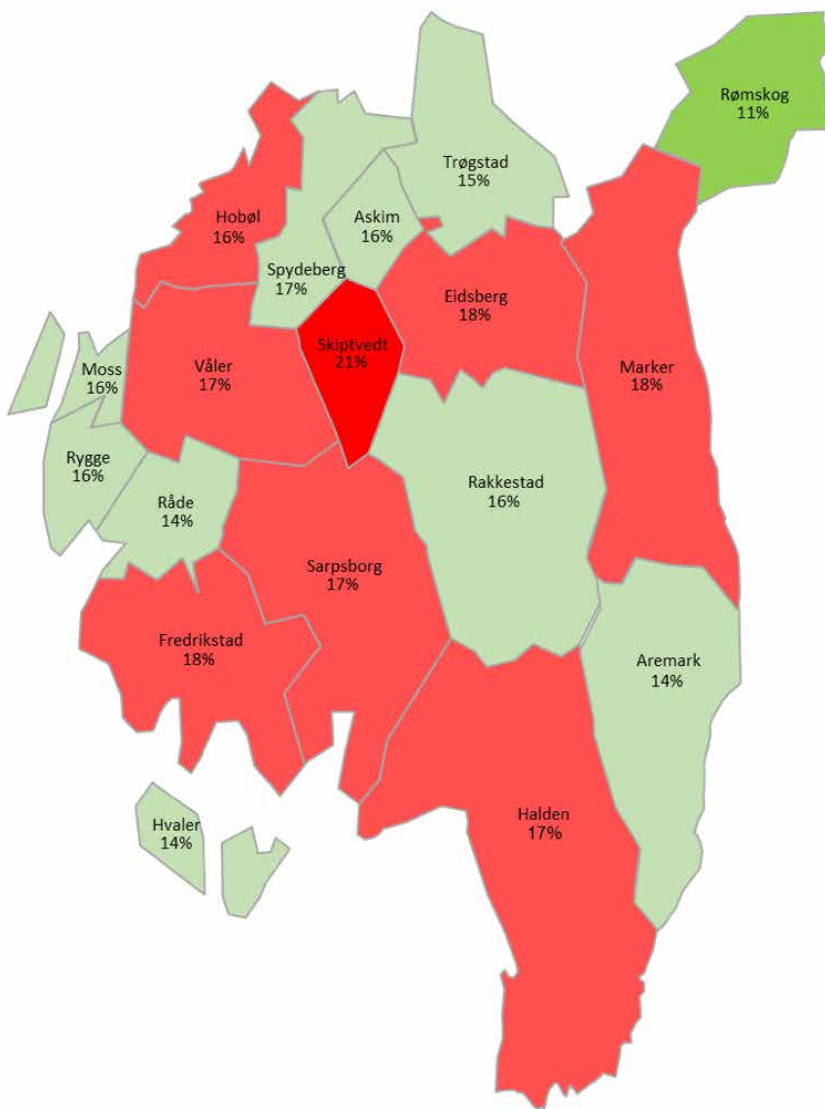 Rømskog
11%
Trøgstad
15%
Hobøl
16%
Askim
16%
Spydeberg
17%
Eidsberg
18%
Skiptvedt
21%
Marker
18%
Moss
16%
Våler
17%
Rygge
16%
Råde
14%
Rakkestad
16%
Sarpsborg
17%
Fredrikstad
18%
Aremark
14%
Hvaler
14%
Halden
17%